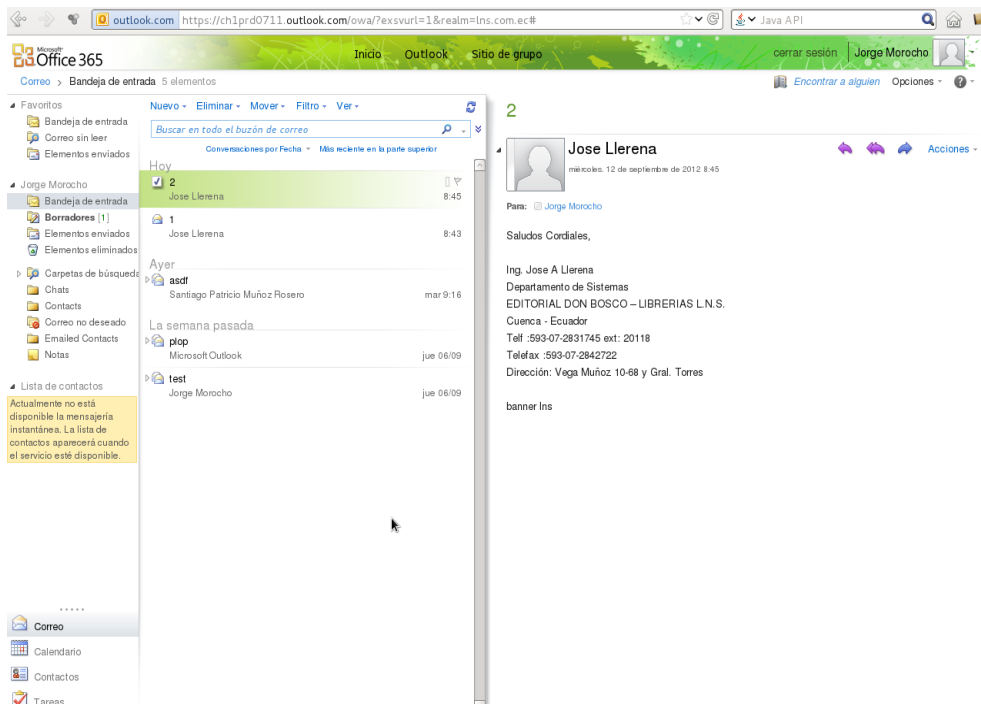 outlook.com https://ch1prd0711.outlook.com/owa/?exsvurl=1&realm=lns.com.ec#
Java API
Microsoft
Office 365
Inicio Outlook Sitio de grupo
cerrar sesión Jorge Morocho
Correo > Bandeja de entrada 5 elementos
Encontrar a alguien Opciones
Favoritos
Bandeja de entrada
Correo sin leer
Elementos enviados
Jorge Morocho
Bandeja de entrada
Borradores [1]
Elementos enviados
Elementos eliminados
Carpetas de búsqueda
Chats
Contacts
Correo no deseado
Emailed Contacts
Notas
Lista de contactos
Actualmente no está
disponible la mensajería
instantánea. La lista de
contactos aparecerá cuando
el servicio esté disponible.
Correo
Calendario
Contactos
Tareas
Nuevo Eliminar Mover Filtro Ver
Buscar en todo el buzón de correo
Conversaciones por Fecha Más reciente en la parte superior
Hoy
2
Jose Llerena 8:45
1
Jose Llerena 8:43
Ayer
asdf
Santiago Patricio Muñoz Rosero mar 9:16
La semana pasada
plop
Microsoft Outlook jue 06/09
test
Jorge Morocho jue 06/09
2
Jose Llerena
miércoles. 12 de septiembre de 2012 8:45
Acciones
Para: Jorge Morocho
Saludos Cordiales,
Ing. Jose A Llerena
Departamento de Sistemas
EDITORIAL DON BOSCO – LIBRERIAS L.N.S.
Cuenca - Ecuador
Telf :593-07-2831745 ext: 20118
Telefax :593-07-2842722
Dirección: Vega Muñoz 10-68 y Gral. Torres
banner lns